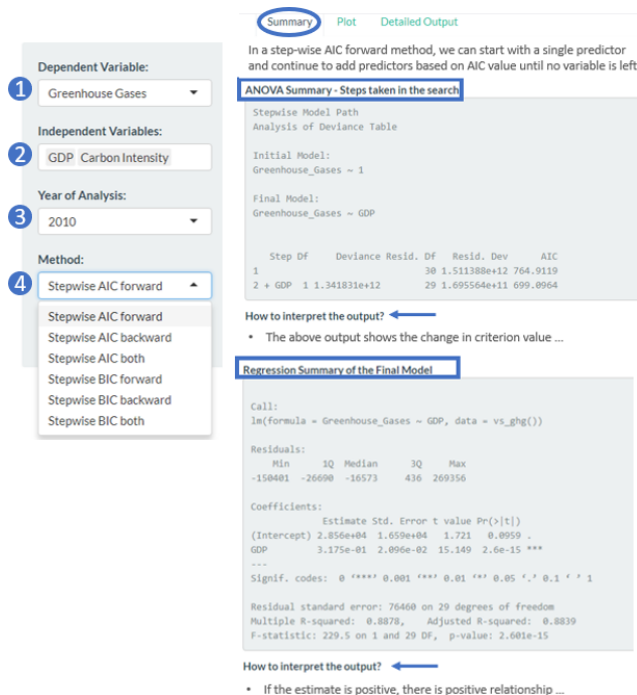 Summary Plot Detailed Output
In a step-wise AIC forward method, we can start with a single predictor
and continue to add predictors based on AIC value until no variable is left
1
Dependent Variable:
Greenhouse Gases
2
Independent Variables:
GDP Carbon Intensity
3
Year of Analysis:
2010
4
Method:
Stepwise AIC forward
Stepwise AIC forward
Stepwise AIC backward
Stepwise AIC both
Stepwise BIC forward
Stepwise BIC backward
Stepwise BIC both
ANOVA Summary - Steps taken in the search
Stepwise Model Path
Analysis of Deviance Table
Initial Model:
Greenhouse_Gases ~ 1
Final Model:
Greenhouse_Gases ~ GDP
Step Df Deviance Resid. Df Resid. Dev AIC
1 30 1.511388e+12 764.9119
2 + GDP 1 1.341831e+12 29 1.695564e+11 699.0964
How to interpret the output?
• The above output shows the change in criterion value ...
Regression Summary of the Final Model
Call:
lm(formula = Greenhouse_Gases ~ GDP, data = vs_ghg())
Residuals:
Min 1Q Median 3Q Max
-150401 -26690 -16573 436 269356
Coefficients:
Estimate Std. Error t value Pr(>|t|)
(Intercept) 2.856e+04 1.659e+04 1.721 0.0959 .
GDP 3.175e-01 2.096e-02 15.149 2.6e-15 ***
---
Signif. codes: 0 ‘***’ 0.001 ‘**’ 0.01 ‘*’ 0.05 ‘.’ 0.1 ‘ ’ 1
Residual standard error: 76460 on 29 degrees of freedom
Multiple R-squared: 0.8878, Adjusted R-squared: 0.8839
F-statistic: 229.5 on 1 and 29 DF, p-value: 2.601e-15
How to interpret the output?
• If the estimate is positive, there is positive relationship ...